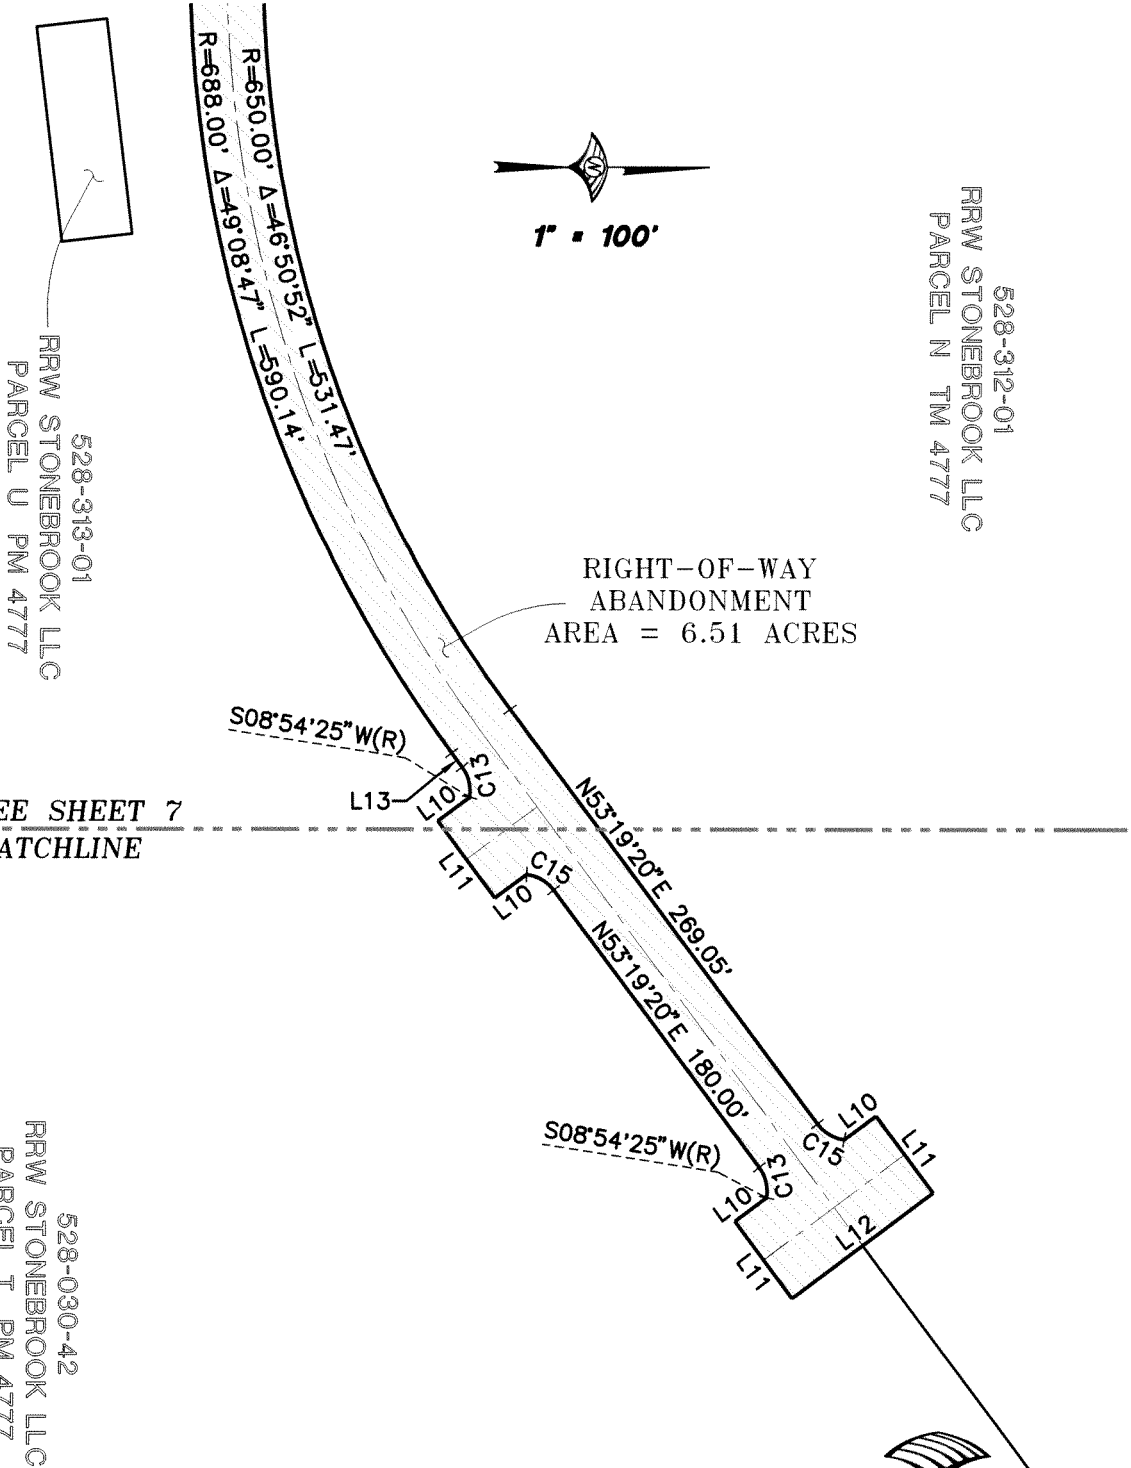 R=650.00' Δ=46°50'52" L=531.47'
R=688.00' Δ=49°08'47" L=590.14'
N
1" = 100'
528-312-01
RRW STONEBROOK LLC
PARCEL N TM 4777
528-313-01
RRW STONEBROOK LLC
PARCEL U PM 4777
RIGHT-OF-WAY
ABANDONMENT
AREA = 6.51 ACRES
S08°54'25"W(R)
C13
L13
L10
EE SHEET 7
ATCHLINE
L11
L10
C15
N53°19'20"E 269.05'
N53°19'20"E 180.00'
L10
C15
L11
S08°54'25"W(R)
C13
L10
L12
L11
528-030-42
RRW STONEBROOK LLC
PARCEL T PM 4777